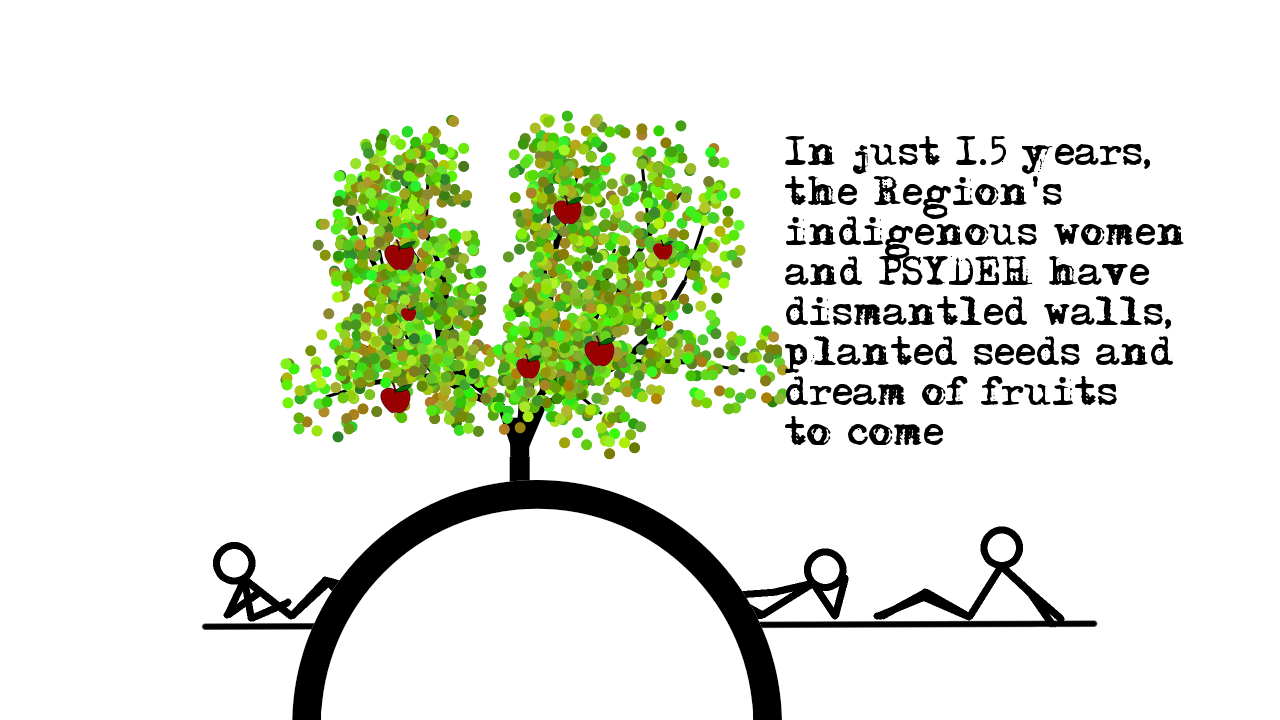 In just 1.5 years,
the Region's
indigenous women
and PSYDEH have
dismantled walls,
planted seeds and
dream of fruits
to come